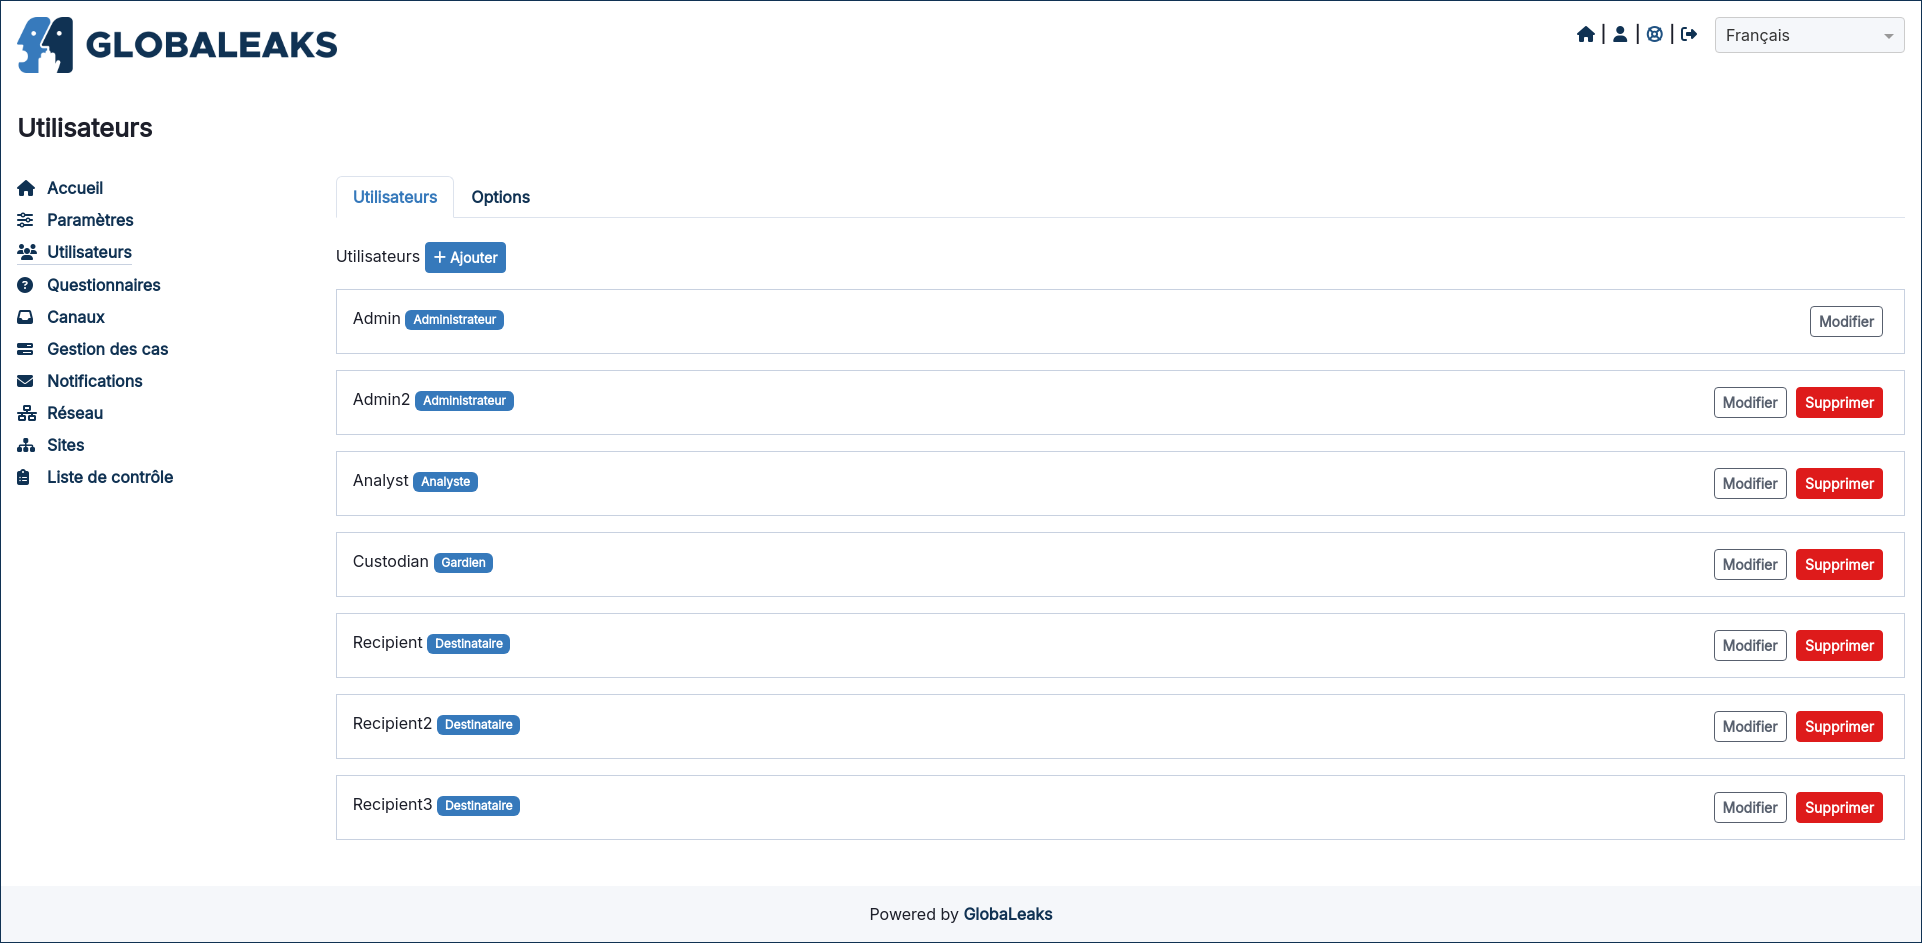 GLOBALEAKS
| | | Français
Utilisateurs
Accueil
Paramètres
Utilisateurs
Questionnaires
Canaux
Gestion des cas
Notifications
Réseau
Sites
Liste de contrôle
Utilisateurs Options
Utilisateurs + Ajouter
Admin Administrateur Modifier
Admin2 Administrateur Modifier Supprimer
Analyst Analyste Modifier Supprimer
Custodian Gardien Modifier Supprimer
Recipient Destinataire Modifier Supprimer
Recipient2 Destinataire Modifier Supprimer
Recipient3 Destinataire Modifier Supprimer
Powered by GlobaLeaks